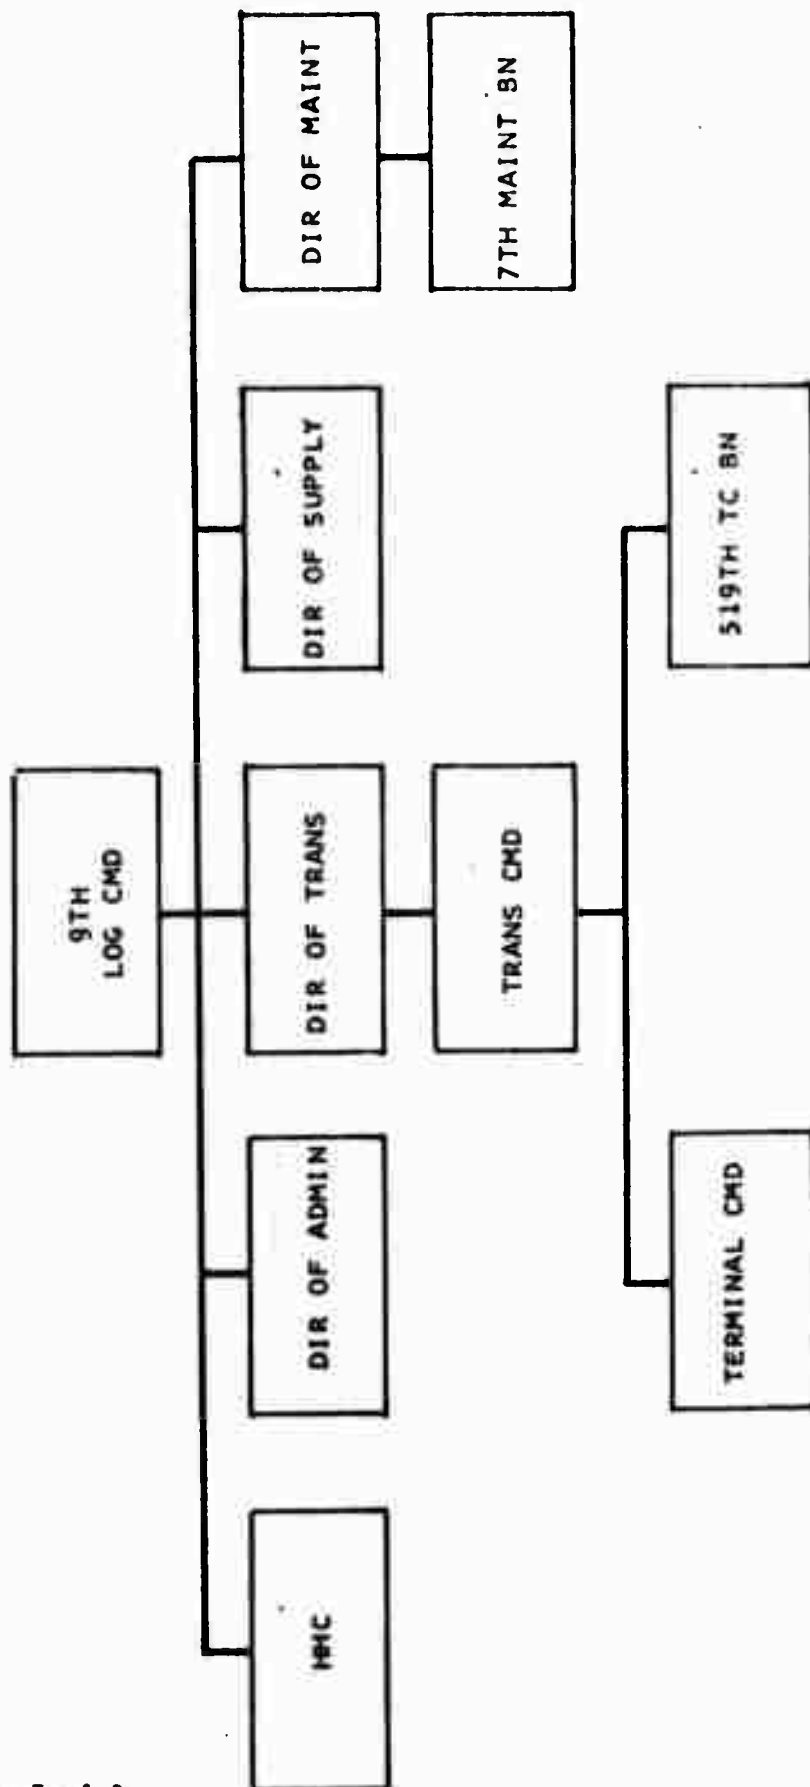 9TH
LOG CMD
HHC
DIR OF ADMIN
DIR OF TRANS
DIR OF SUPPLY
DIR OF MAINT
TRANS CMD
7TH MAINT BN
TERMINAL CMD
519TH TC BN